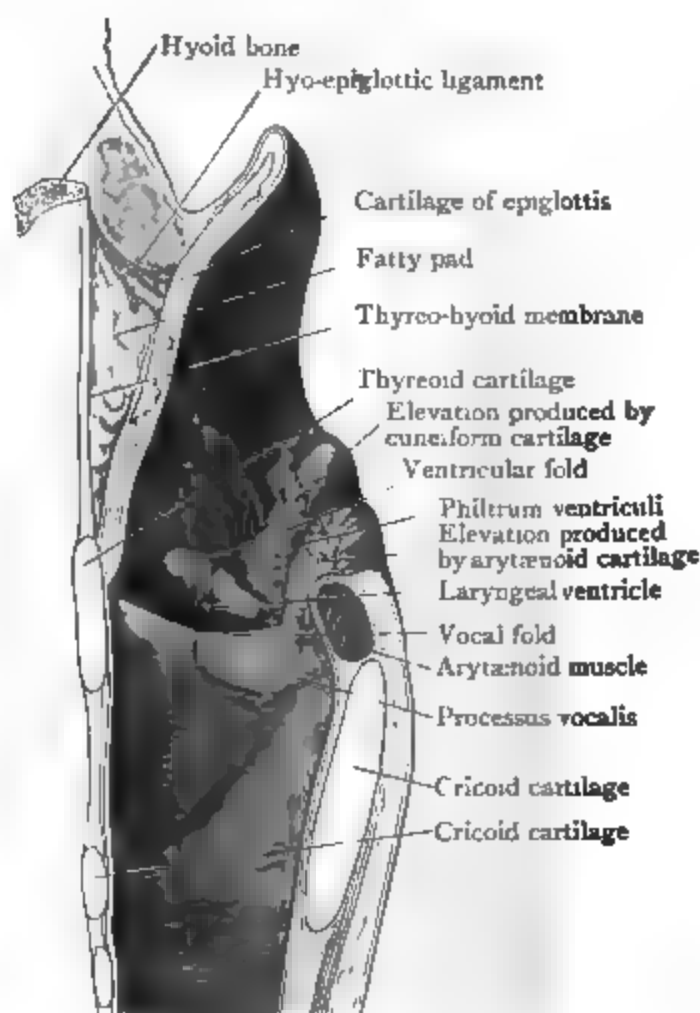 Hyoid bone
Hyo-epiglottic ligament
Cartilage of epiglottis
Fatty pad
Thyreo-hyoid membrane
Thyreoid cartilage
Elevation produced by
cuneiform cartilage
Ventricular fold
Philtrum ventriculi
Elevation produced
by arytænoid cartilage
Laryngeal ventricle
Vocal fold
Arytænoid muscle
Processus vocalis
Cricoid cartilage
Cricoid cartilage